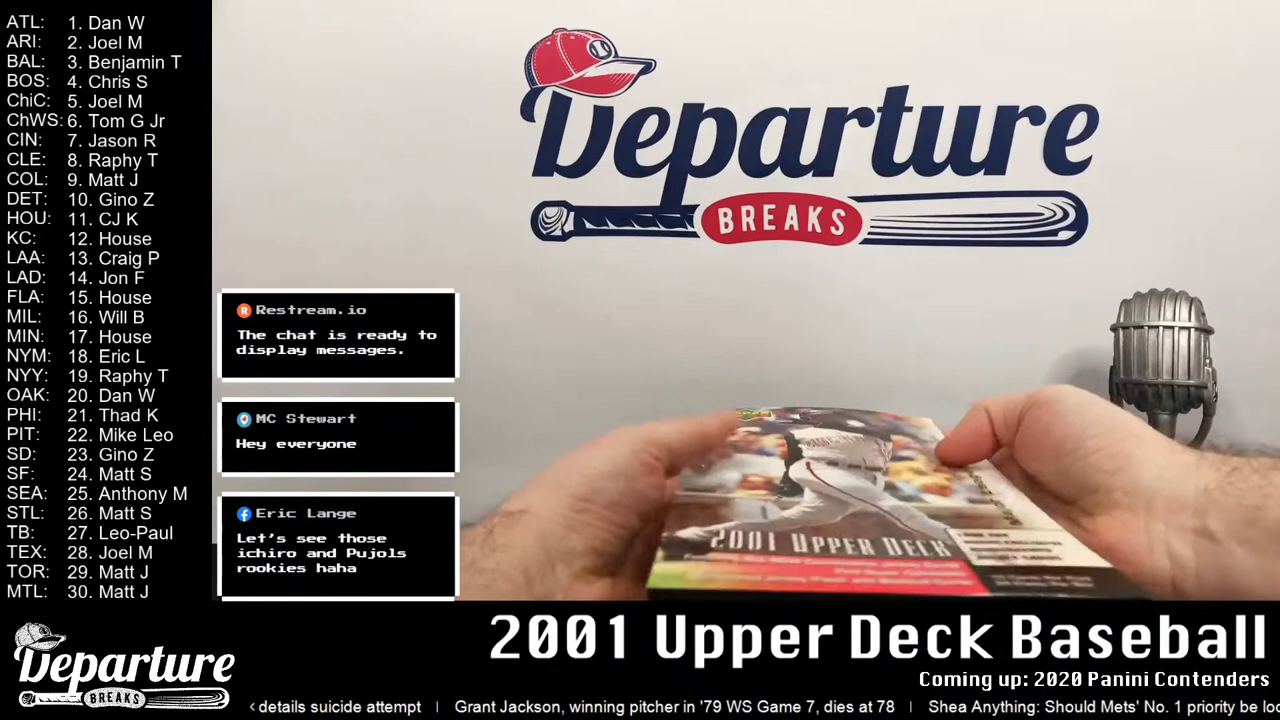 ATL: 1. Dan W
ARI: 2. Joel M
BAL: 3. Benjamin T
BOS: 4. Chris S
ChiC: 5. Joel M
ChWS: 6. Tom G Jr
CIN: 7. Jason R
CLE: 8. Raphy T
COL: 9. Matt J
DET: 10. Gino Z
HOU: 11. CJ K
KC: 12. House
LAA: 13. Craig P
LAD: 14. Jon F
FLA: 15. House
MIL: 16. Will B
MIN: 17. House
NYM: 18. Eric L
NYY: 19. Raphy T
OAK: 20. Dan W
PHI: 21. Thad K
PIT: 22. Mike Leo
SD: 23. Gino Z
SF: 24. Matt S
SEA: 25. Anthony M
STL: 26. Matt S
TB: 27. Leo-Paul
TEX: 28. Joel M
TOR: 29. Matt J
MTL: 30. Matt J
Departure
BREAKS
Restream.io
The chat is ready to
display messages.
MC Stewart
Hey everyone
Eric Lange
Let's see those
ichiro and Pujols
rookies haha
2001 UPPER DECK
Departure
BREAKS
2001 Upper Deck Baseball
Coming up: 2020 Panini Contenders
‹ details suicide attempt | Grant Jackson, winning pitcher in '79 WS Game 7, dies at 78 | Shea Anything: Should Mets' No. 1 priority be loc